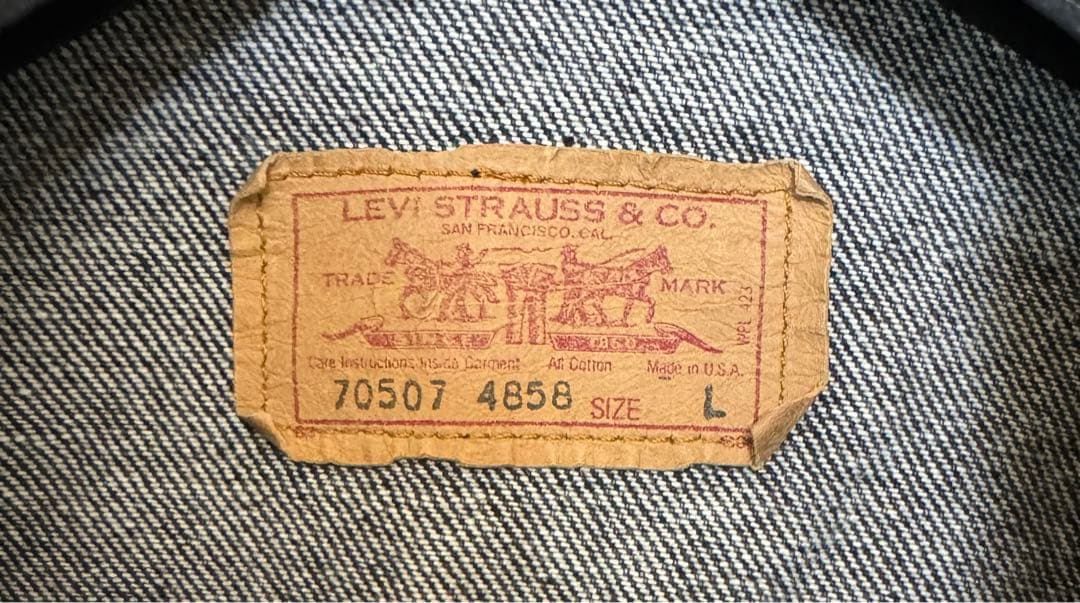 LEVI STRAUSS & CO.
SAN FRANCISCO. CAL.
TRADE MARK
WPL 423
Care Instructions Inside Garment All Cotton Made in U.S.A.
70507 4858 SIZE L